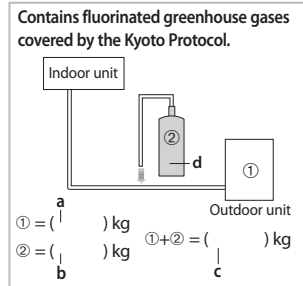 Contains fluorinated greenhouse gases
covered by the Kyoto Protocol.
Indoor unit
②
d
①
Outdoor unit
a
① = ( ) kg
② = ( ) kg
b
①+② = ( ) kg
c